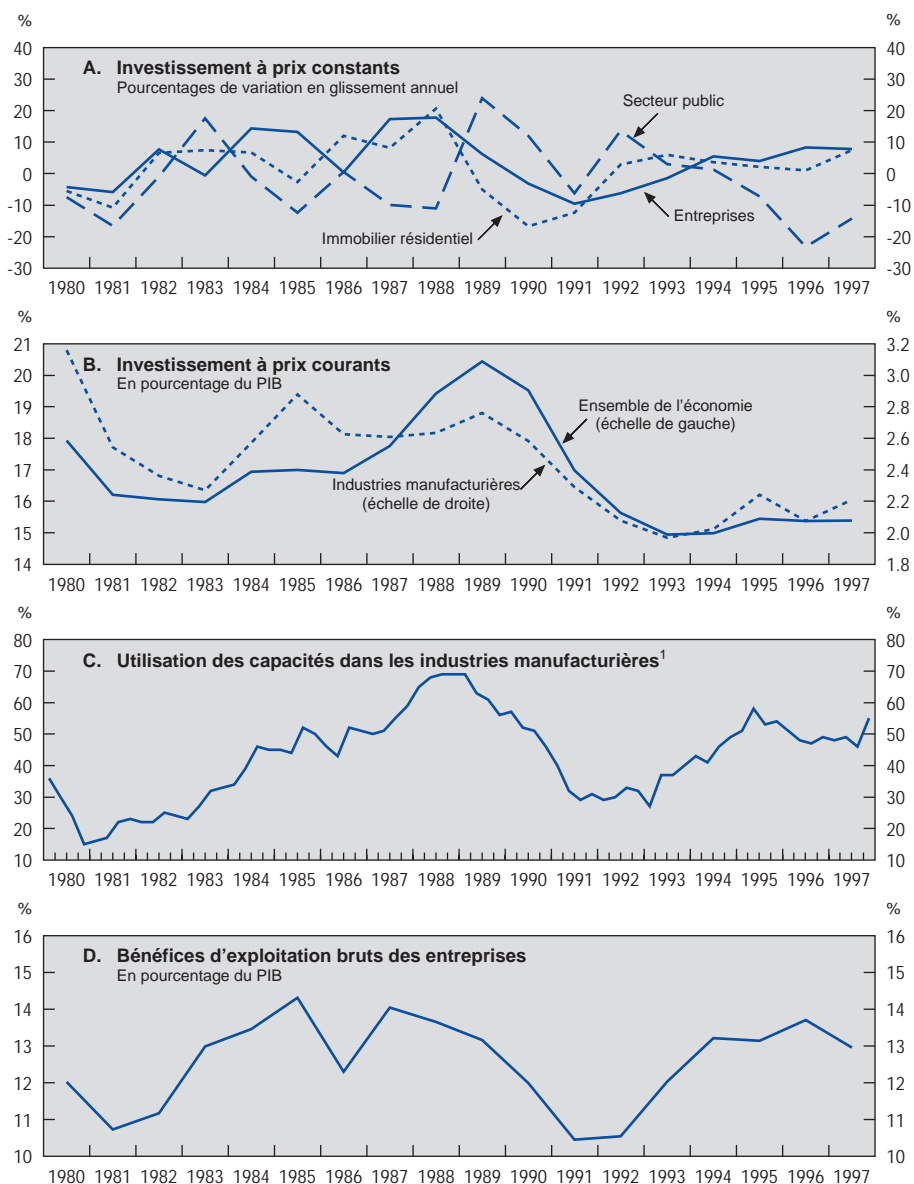 % %
A. Investissement à prix constants
Pourcentages de variation en glissement annuel
40 40
30 30
20 20
10 10
0 0
-10 -10
-20 -20
-30 -30
Secteur public
Entreprises
Immobilier résidentiel
1980 1981 1982 1983 1984 1985 1986 1987 1988 1989 1990 1991 1992 1993 1994 1995 1996 1997
% %
B. Investissement à prix courants
En pourcentage du PIB
21 3.2
20 3.0
19 2.8
18 2.6
17 2.4
16 2.2
15 2.0
14 1.8
Ensemble de l'économie
(échelle de gauche)
Industries manufacturières
(échelle de droite)
1980 1981 1982 1983 1984 1985 1986 1987 1988 1989 1990 1991 1992 1993 1994 1995 1996 1997
% %
C. Utilisation des capacités dans les industries manufacturières1
80 80
70 70
60 60
50 50
40 40
30 30
20 20
10 10
1980 1981 1982 1983 1984 1985 1986 1987 1988 1989 1990 1991 1992 1993 1994 1995 1996 1997
% %
D. Bénéfices d'exploitation bruts des entreprises
En pourcentage du PIB
16 16
15 15
14 14
13 13
12 12
11 11
10 10
1980 1981 1982 1983 1984 1985 1986 1987 1988 1989 1990 1991 1992 1993 1994 1995 1996 1997